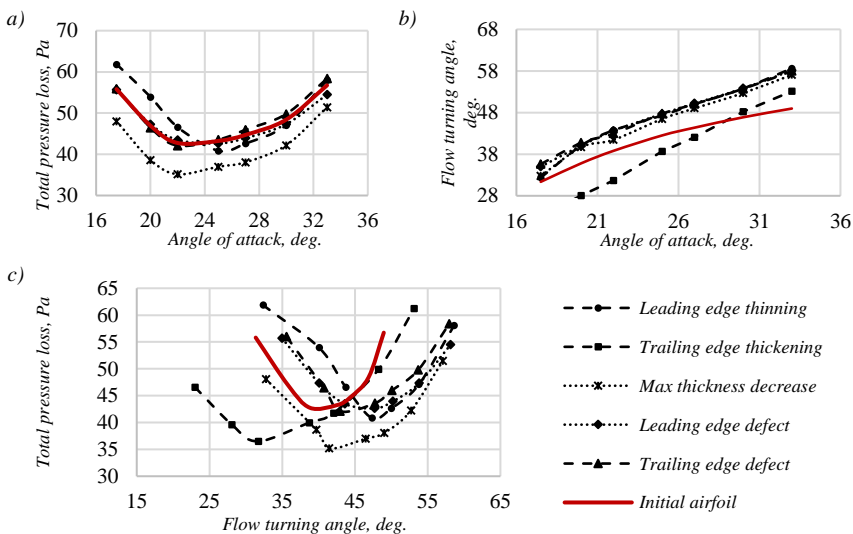 a)
Total pressure loss, Pa
70
60
50
40
30
16 20 24 28 32 36
Angle of attack, deg.
b)
Flow turning angle,
deg.
58
48
38
28
68
16 21 26 31 36
Angle of attack, deg.
c)
Total pressure loss, Pa
65
60
55
50
45
40
35
30
15 25 35 45 55 65
Flow turning angle, deg.
Leading edge thinning
Trailing edge thickening
Max thickness decrease
Leading edge defect
Trailing edge defect
Initial airfoil